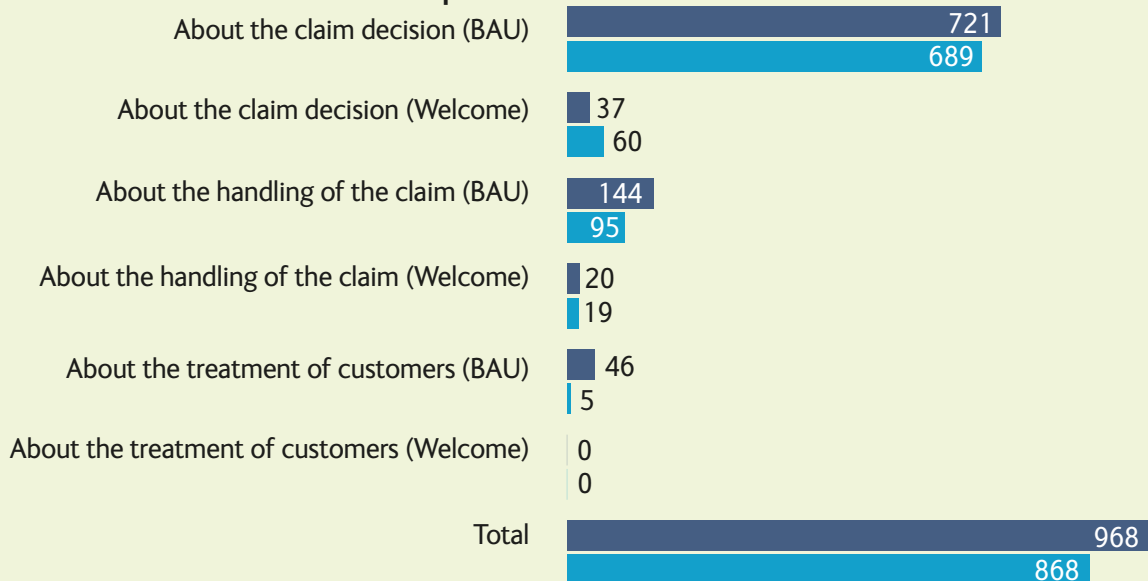 About the claim decision (BAU)
721
689
About the claim decision (Welcome)
37
60
About the handling of the claim (BAU)
144
95
About the handling of the claim (Welcome)
20
19
About the treatment of customers (BAU)
46
5
About the treatment of customers (Welcome)
0
0
Total
968
868